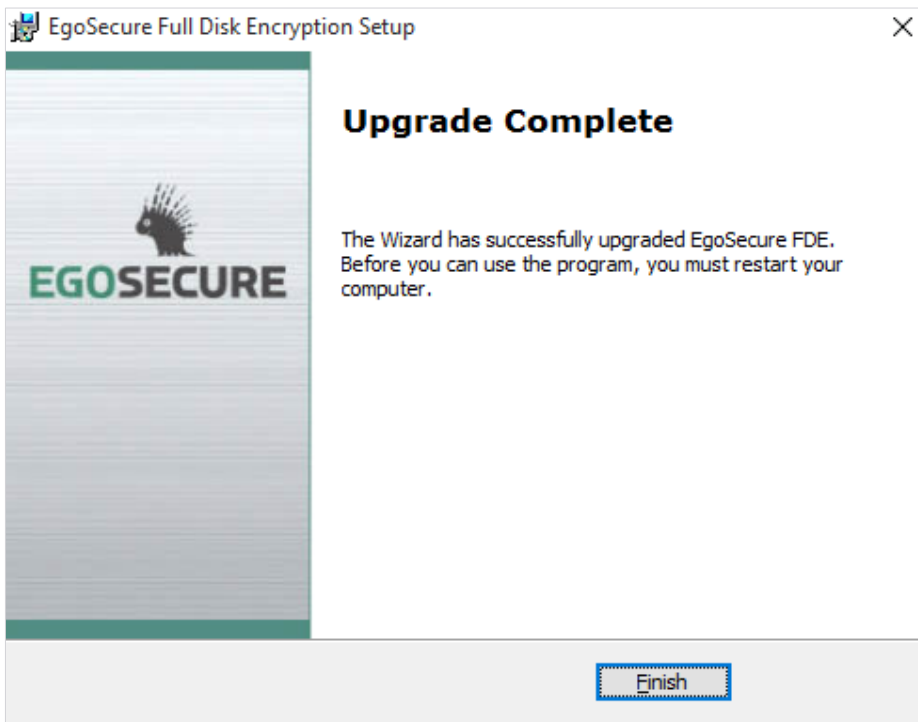 EgoSecure Full Disk Encryption Setup
Upgrade Complete
EGOSECURE
The Wizard has successfully upgraded EgoSecure FDE.
Before you can use the program, you must restart your
computer.
Finish